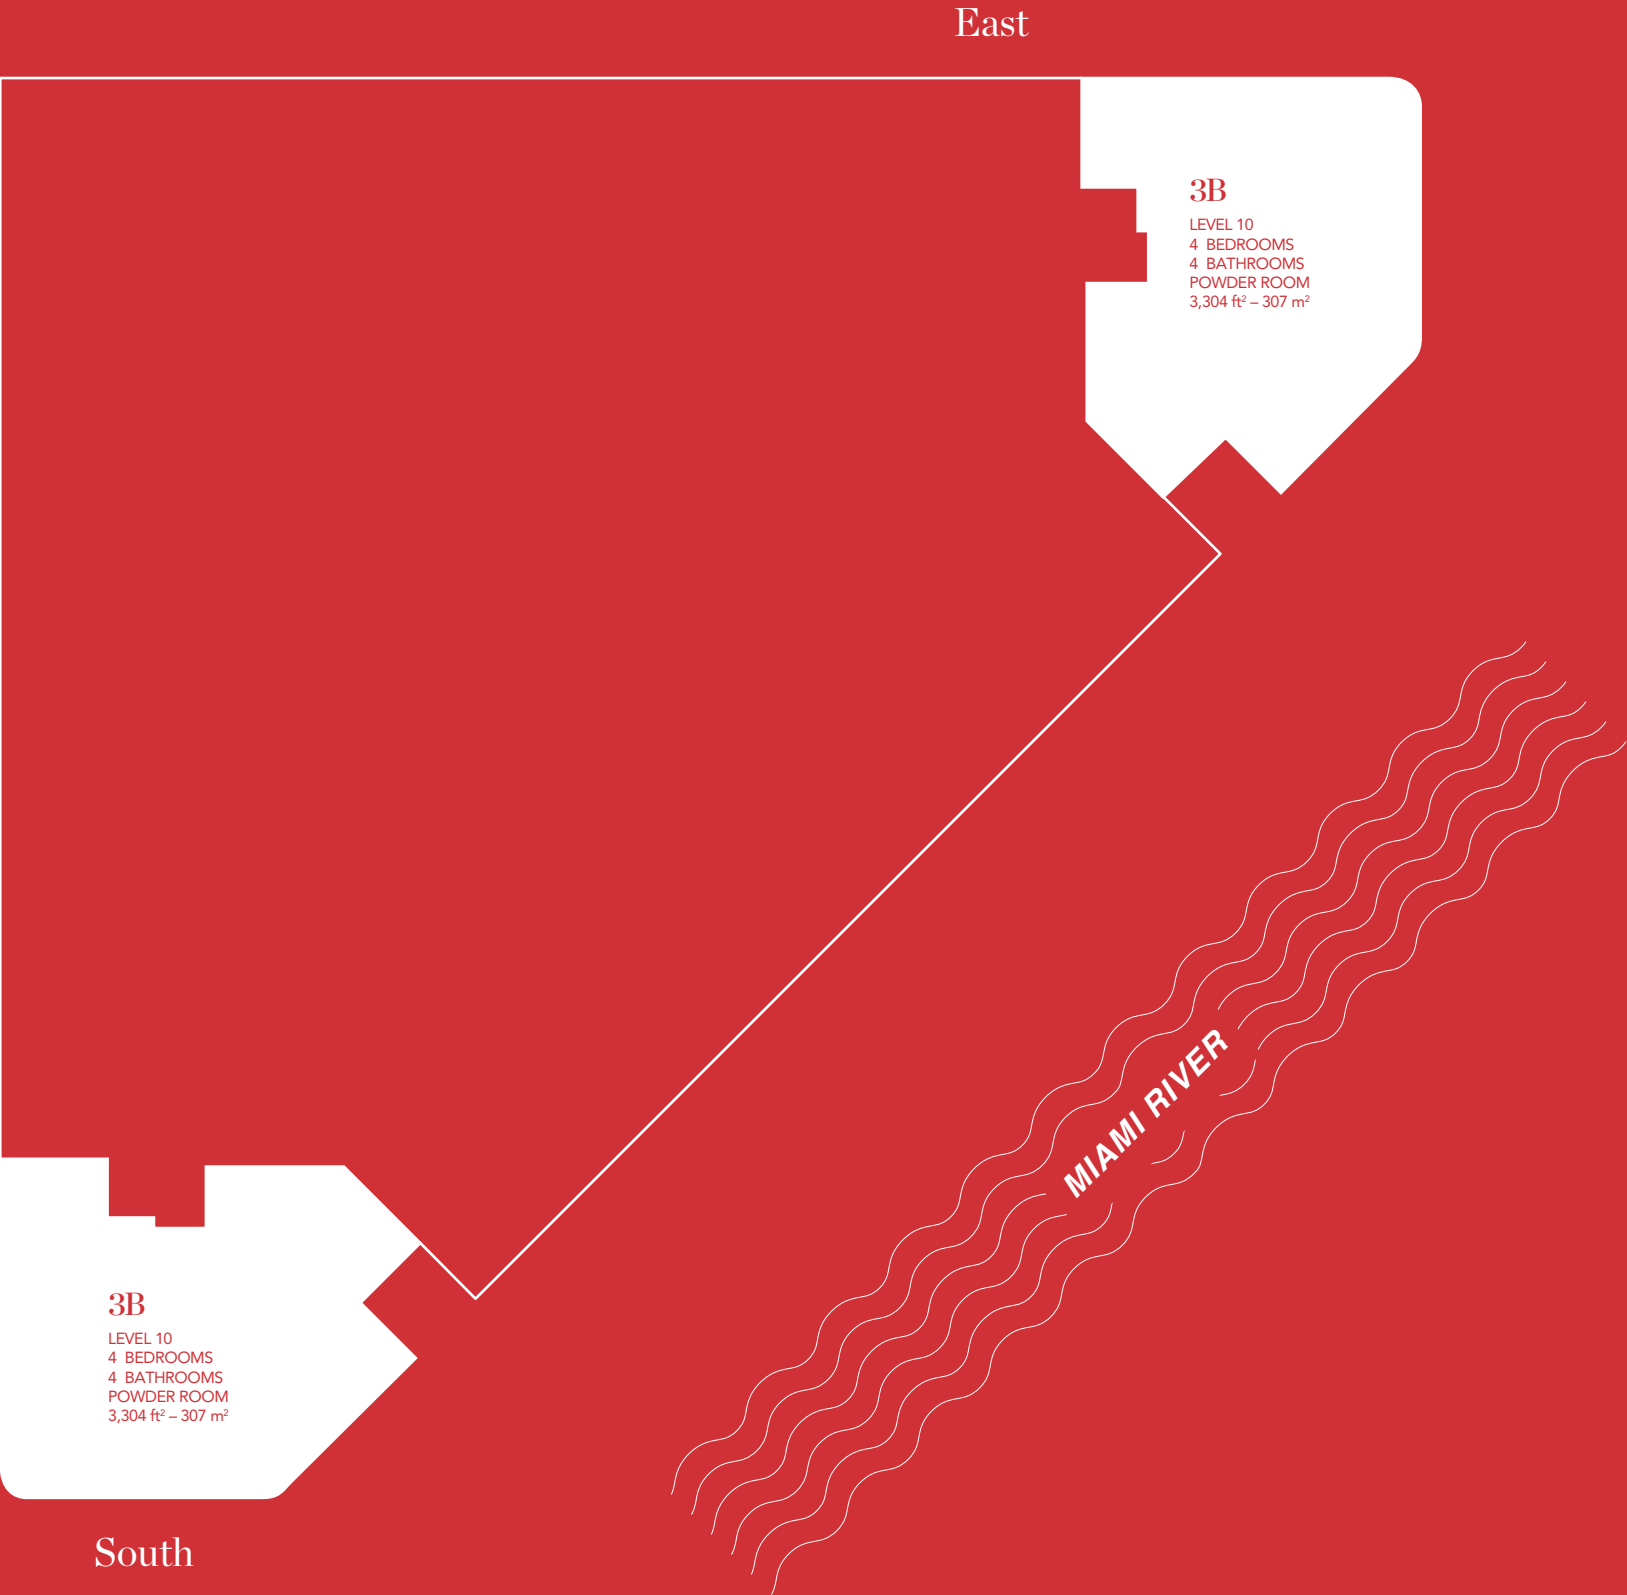 East
3B
LEVEL 10
4 BEDROOMS
4 BATHROOMS
POWDER ROOM
3,304 ft² – 307 m²
MIAMI RIVER
3B
LEVEL 10
4 BEDROOMS
4 BATHROOMS
POWDER ROOM
3,304 ft² – 307 m²
South